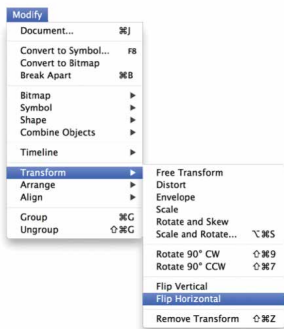 Modify
Document... ⌘J
Convert to Symbol... F8
Convert to Bitmap
Break Apart ⌘B
Bitmap ▶
Symbol ▶
Shape ▶
Combine Objects ▶
Timeline ▶
Transform ▶
Arrange ▶
Align ▶
Group ⌘G
Ungroup ⇧⌘G
Free Transform
Distort
Envelope
Scale
Rotate and Skew
Scale and Rotate... ⌥⌘S
Rotate 90° CW ⇧⌘9
Rotate 90° CCW ⇧⌘7
Flip Vertical
Flip Horizontal
Remove Transform ⇧⌘Z